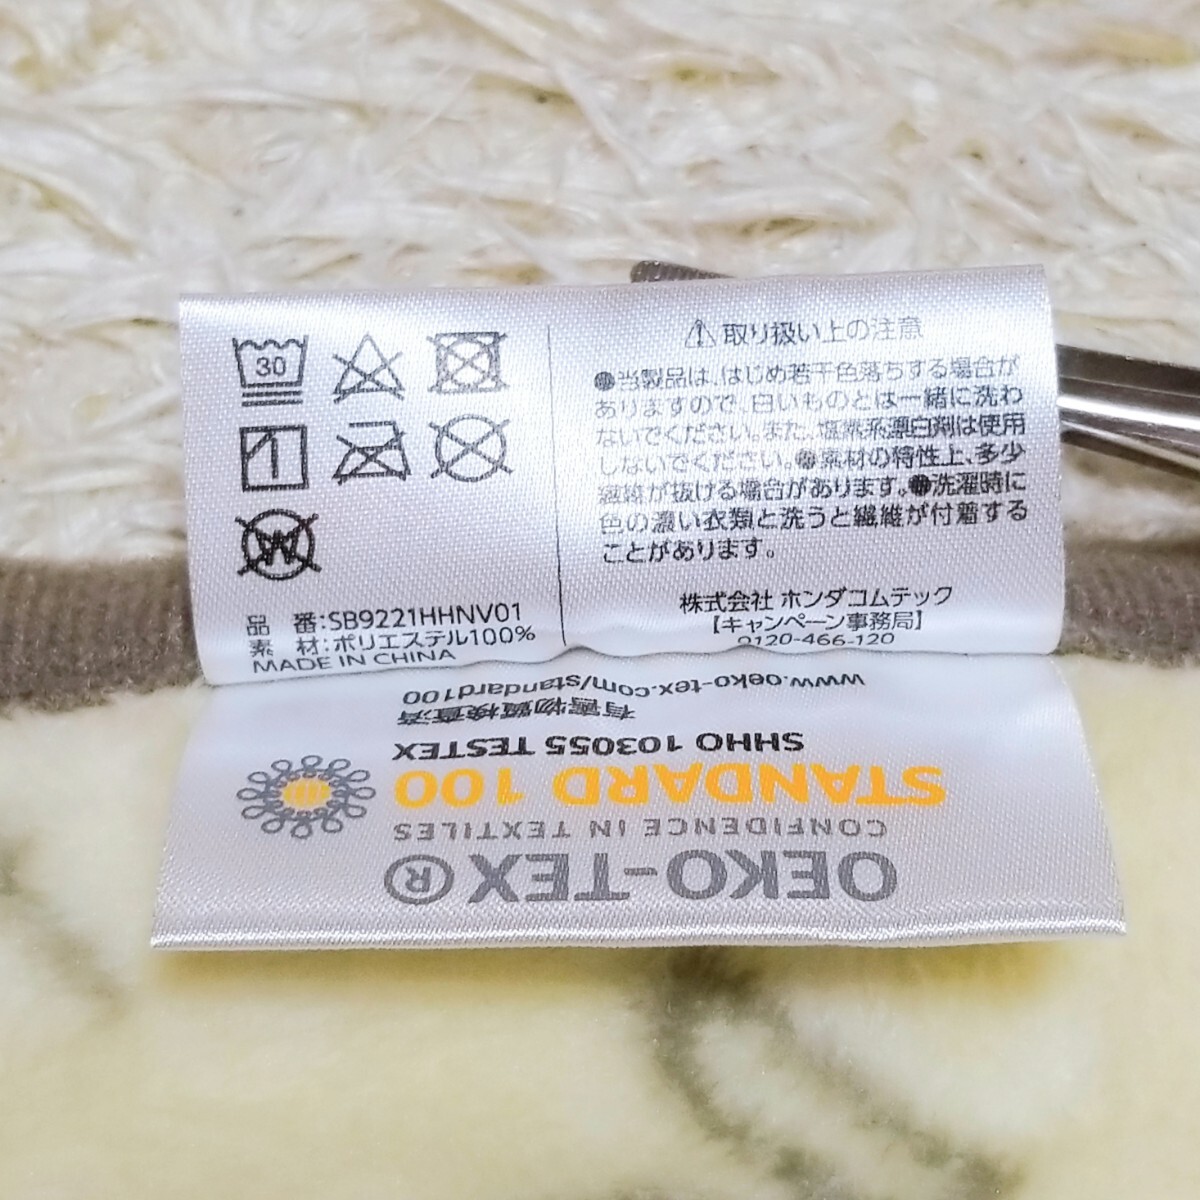 30
W
品　番:SB9221HHNV01
素　材:ポリエステル100%
MADE IN CHINA
取り扱い上の注意
●当製品は、はじめ若干色落ちする場合が
ありますので、白いものとは一緒に洗わ
ないでください。また、塩素系漂白剤は使用
しないでください。●素材の特性上、多少
繊維が抜ける場合があります。●洗濯時に
色の濃い衣類と洗うと繊維が付着する
ことがあります。
株式会社 ホンダコムテック
【キャンペーン事務局】
0120-466-120
OEKO-TEX®
CONFIDENCE IN TEXTILES
STANDARD 100
SHHO 103055 TESTEX
有害物質検査済
www.oeko-tex.com/standard100